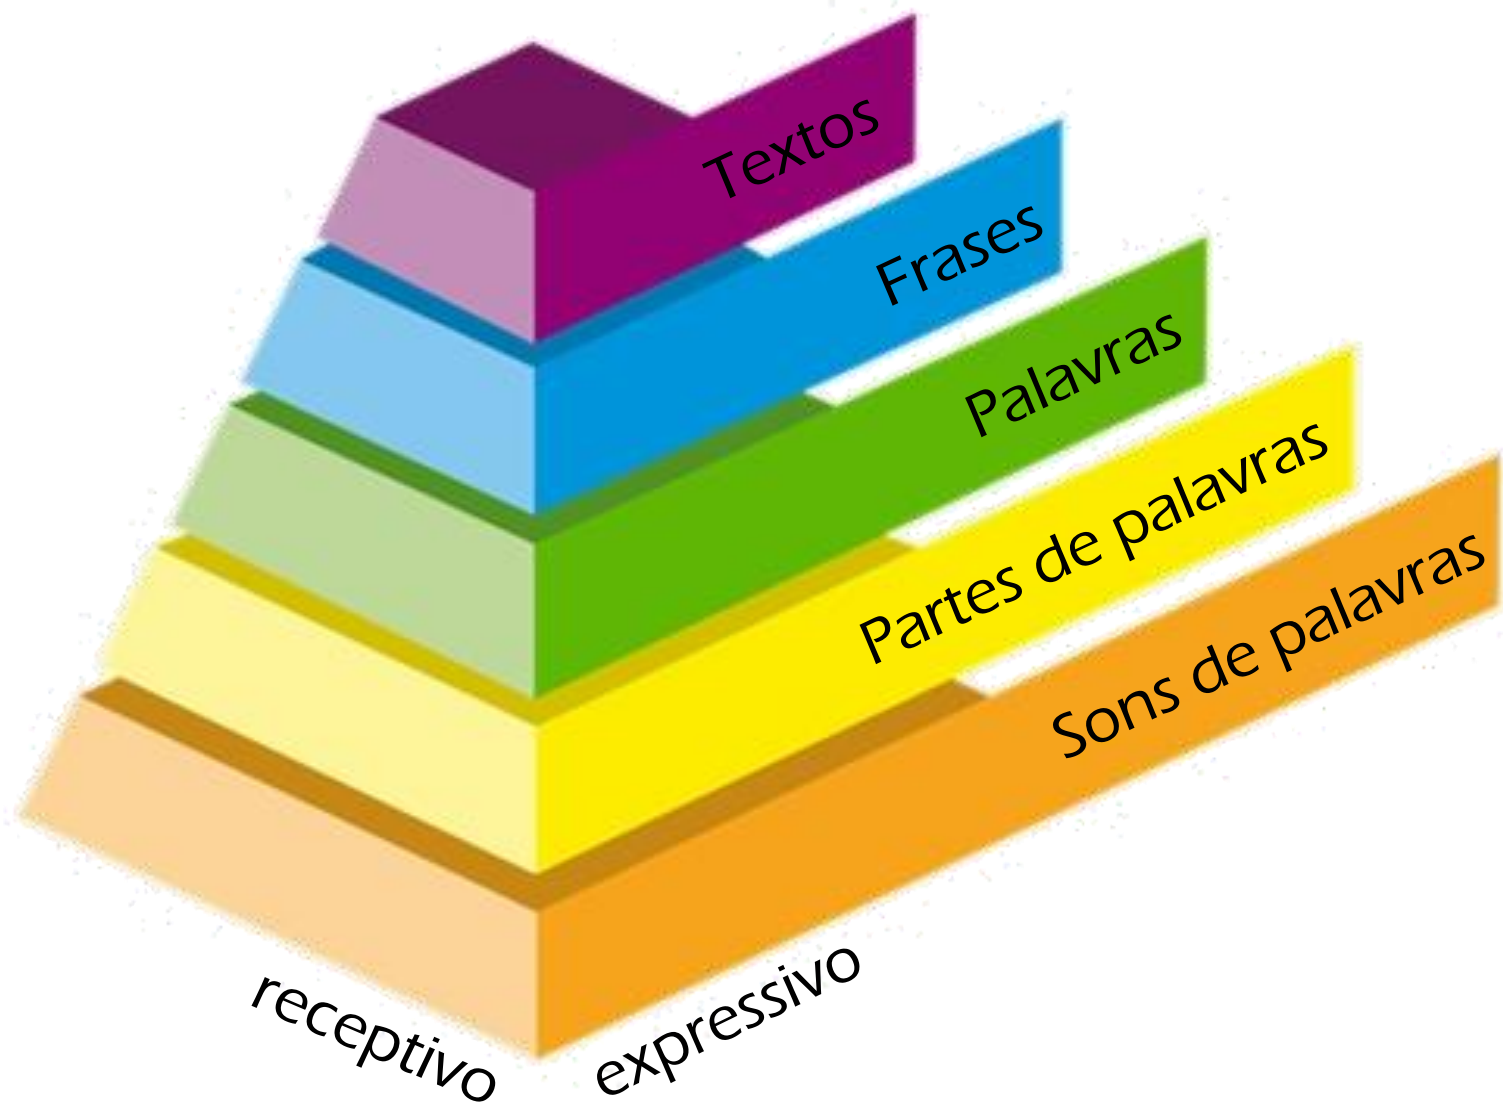 Textos
Frases
Palavras
Partes de palavras
Sons de palavras
receptivo
expressivo